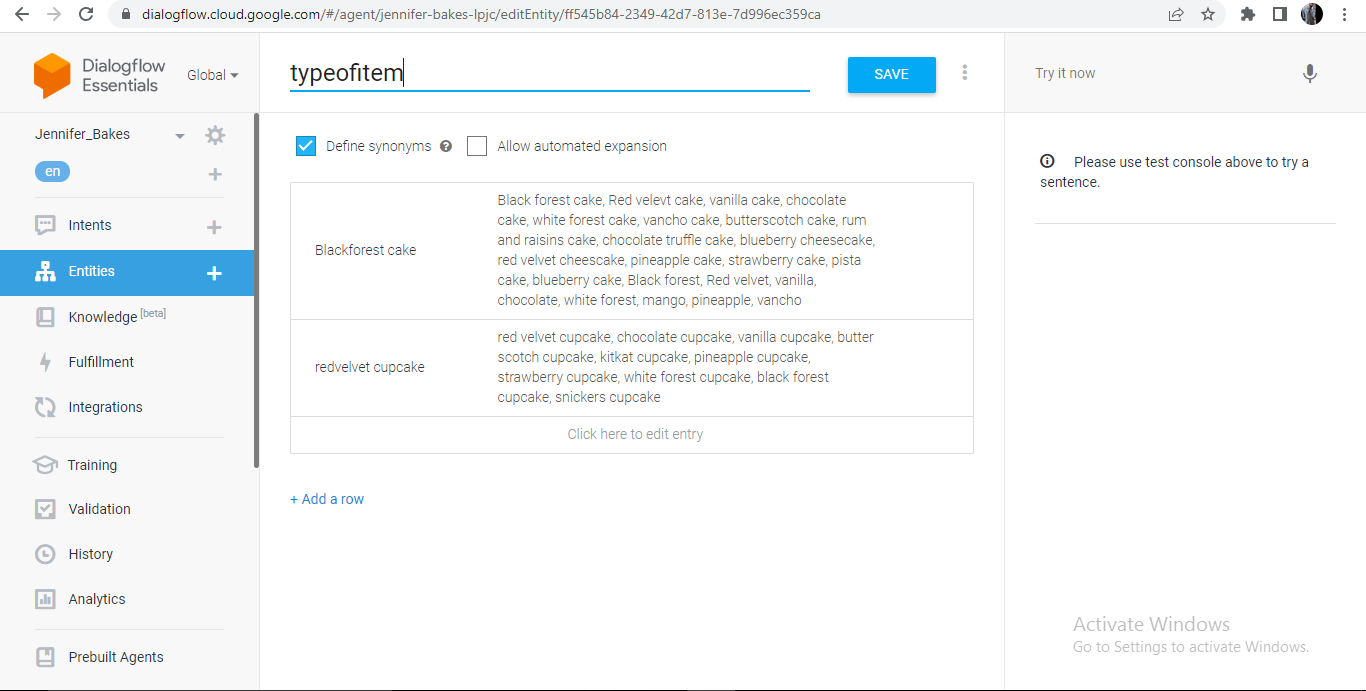 dialogflow.cloud.google.com/#/agent/jennifer-bakes-lpjc/editEntity/ff545b84-2349-42d7-813e-7d996ec359ca
Dialogflow
Essentials
Global
typeofitem
SAVE
Try it now
Jennifer_Bakes
en
Define synonyms
Allow automated expansion
Please use test console above to try a
sentence.
Intents
Entities
Knowledge [beta]
Fulfillment
Integrations
Training
Validation
History
Analytics
Prebuilt Agents
Blackforest cake
Black forest cake, Red velevt cake, vanilla cake, chocolate
cake, white forest cake, vancho cake, butterscotch cake, rum
and raisins cake, chocolate truffle cake, blueberry cheesecake,
red velvet cheescake, pineapple cake, strawberry cake, pista
cake, blueberry cake, Black forest, Red velvet, vanilla,
chocolate, white forest, mango, pineapple, vancho
redvelvet cupcake
red velvet cupcake, chocolate cupcake, vanilla cupcake, butter
scotch cupcake, kitkat cupcake, pineapple cupcake,
strawberry cupcake, white forest cupcake, black forest
cupcake, snickers cupcake
Click here to edit entry
+ Add a row
Activate Windows
Go to Settings to activate Windows.